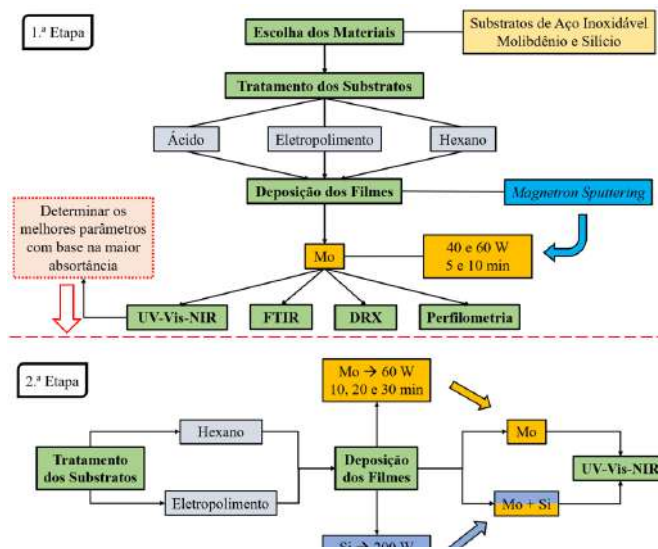 1.ª Etapa
Escolha dos Materiais
Substratos de Aço Inoxidável
Molibdênio e Silício
Tratamento dos Substratos
Ácido
Eletropolimento
Hexano
Deposição dos Filmes
Magnetron Sputtering
Determinar os
melhores parâmetros
com base na maior
absortância
Mo
40 e 60 W
5 e 10 min
UV-Vis-NIR
FTIR
DRX
Perfilometria
2.ª Etapa
Mo → 60 W
10, 20 e 30 min
Hexano
Mo
Tratamento
dos Substratos
Deposição
dos Filmes
UV-Vis-NIR
Eletropolimento
Mo + Si
Si → 200 W